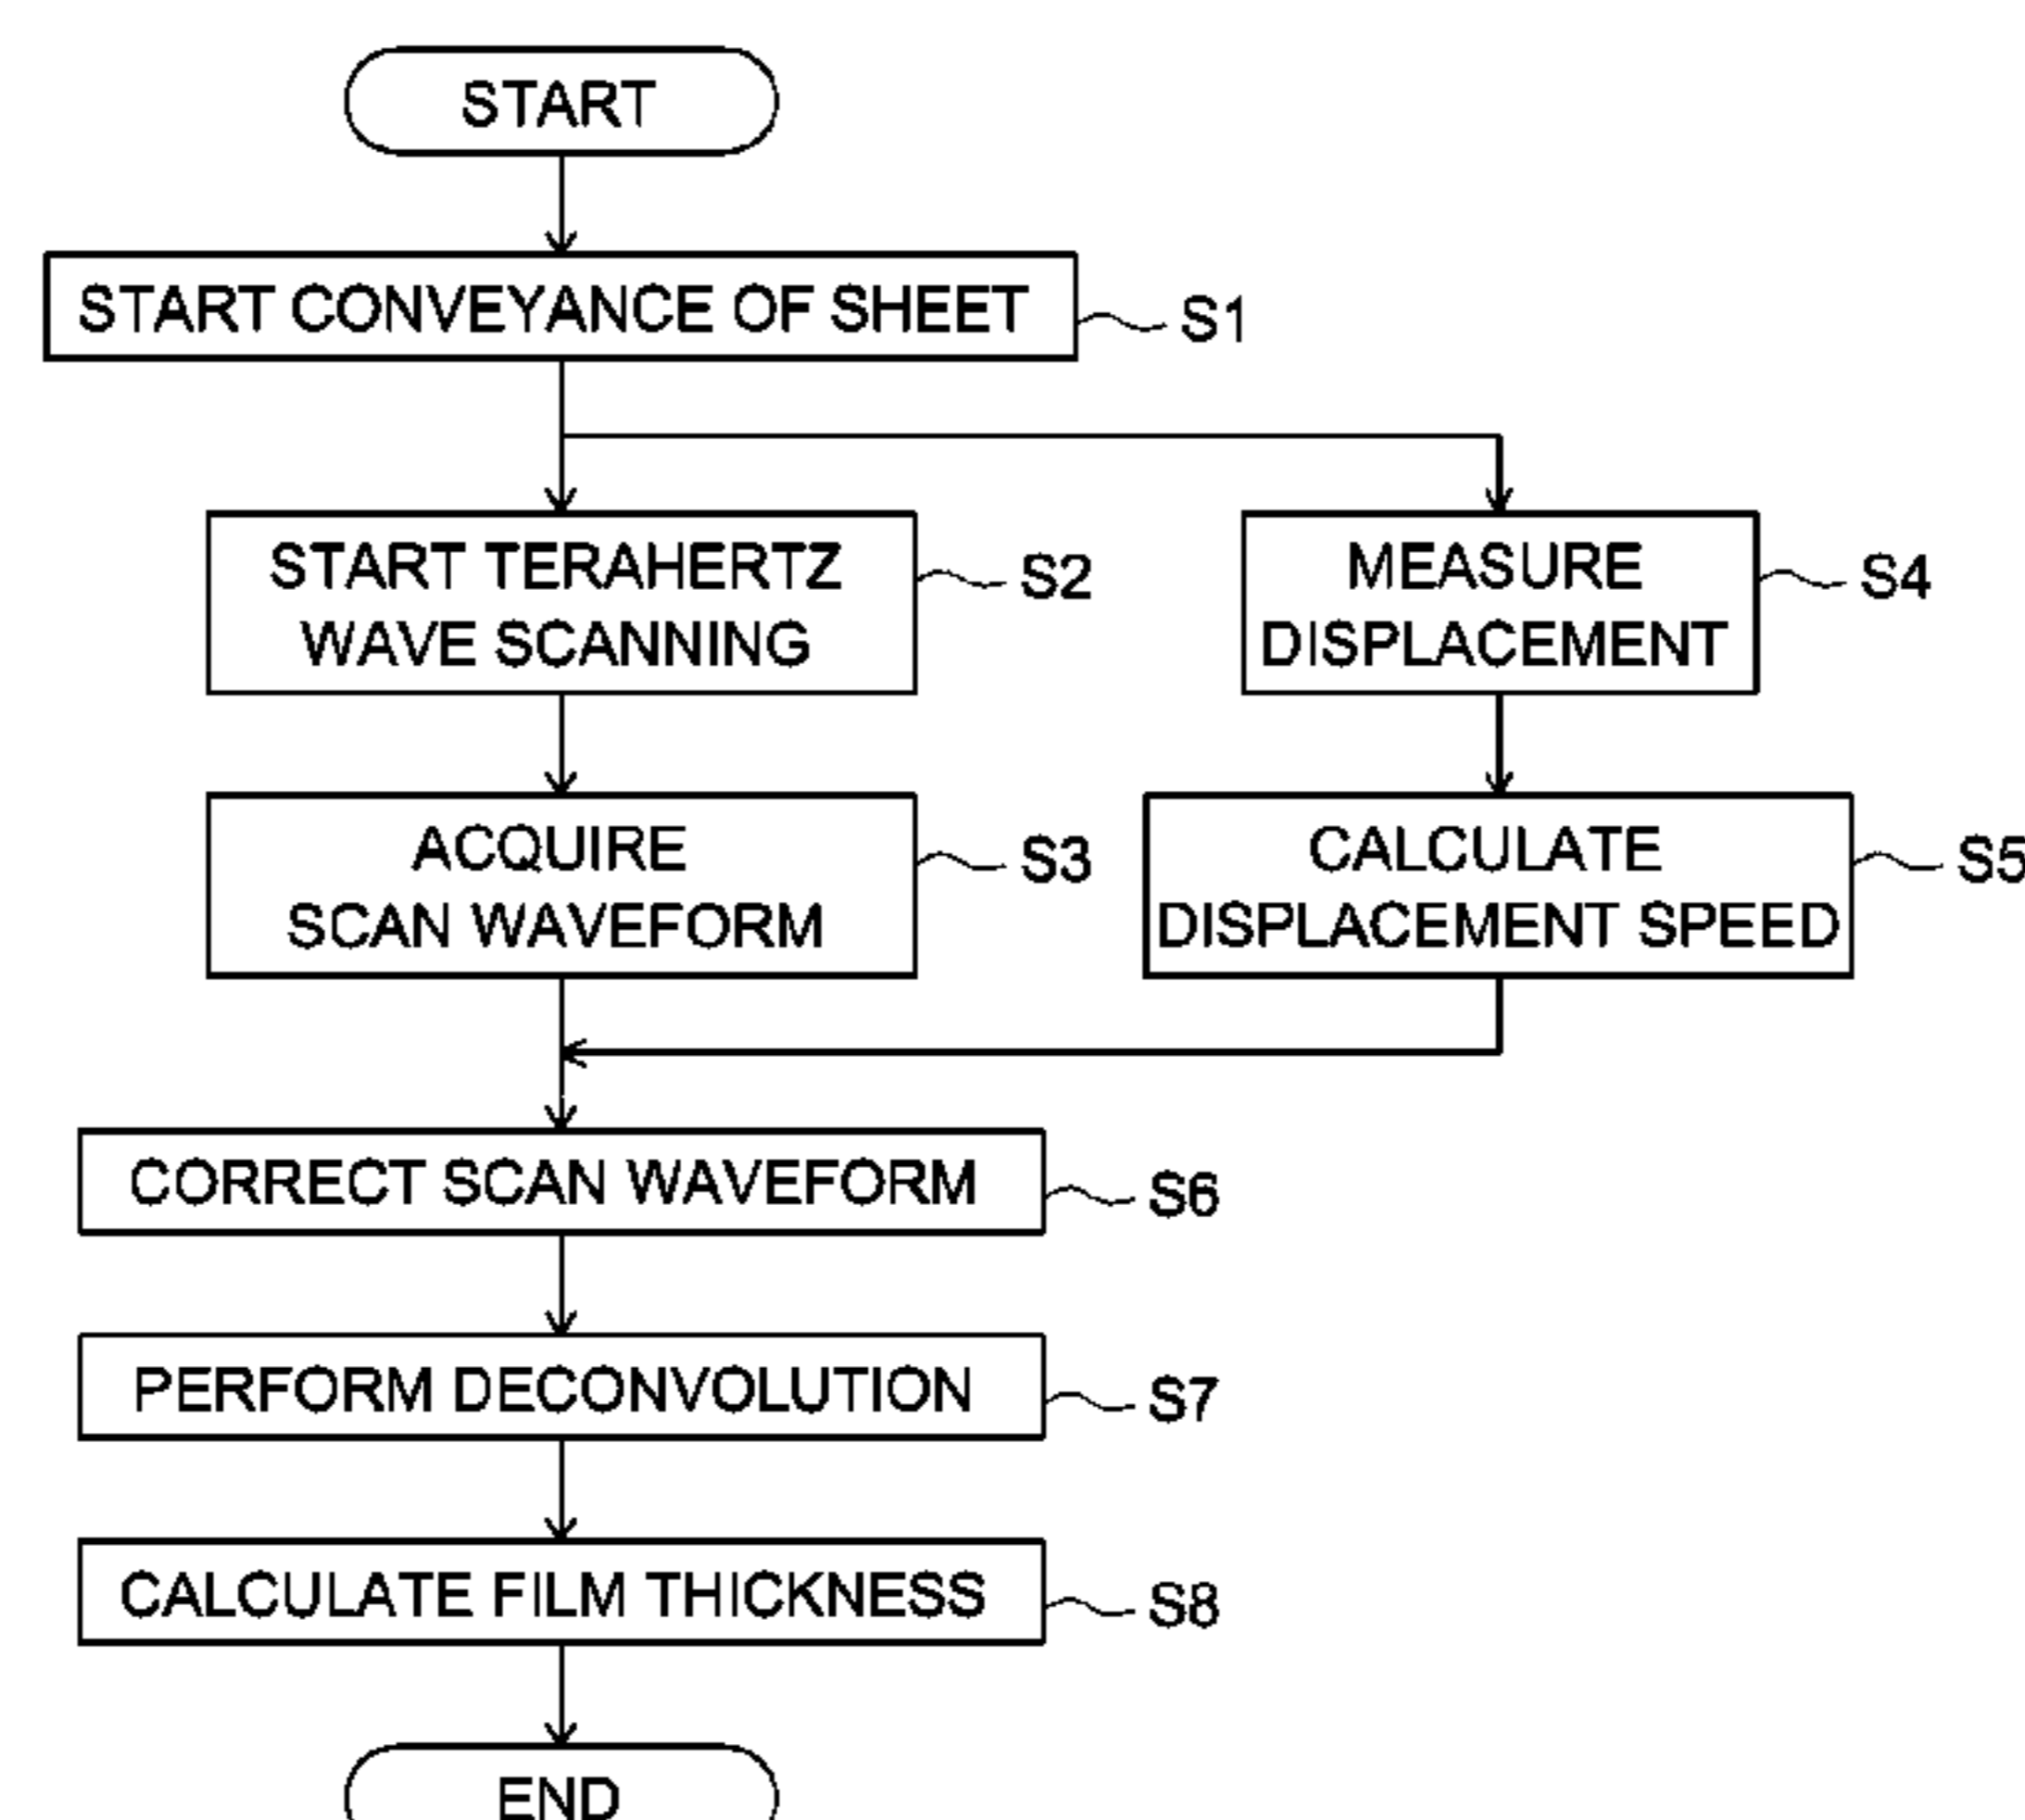 START
START CONVEYANCE OF SHEET
S1
START TERAHERTZ
WAVE SCANNING
S2
MEASURE
DISPLACEMENT
S4
ACQUIRE
SCAN WAVEFORM
S3
CALCULATE
DISPLACEMENT SPEED
S5
CORRECT SCAN WAVEFORM
S6
PERFORM DECONVOLUTION
S7
CALCULATE FILM THICKNESS
S8
END